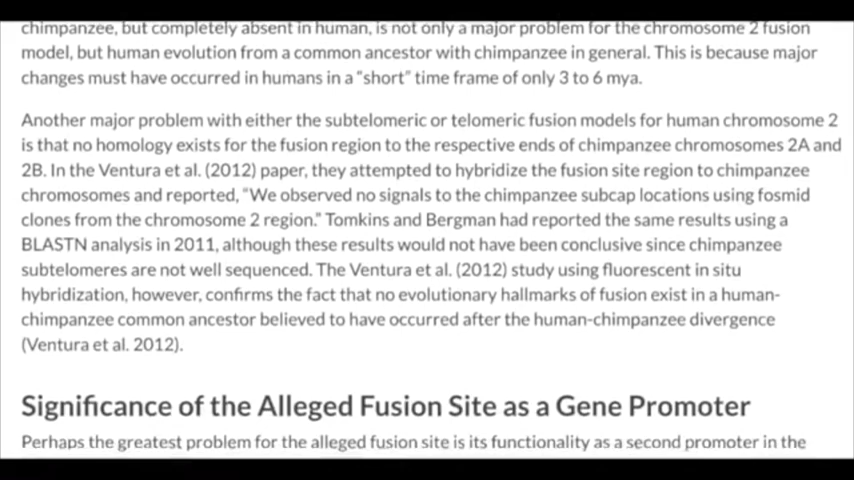 chimpanzee, but completely absent in human, is not only a major problem for the chromosome 2 fusion
model, but human evolution from a common ancestor with chimpanzee in general. This is because major
changes must have occurred in humans in a “short” time frame of only 3 to 6 mya.
Another major problem with either the subtelomeric or telomeric fusion models for human chromosome 2
is that no homology exists for the fusion region to the respective ends of chimpanzee chromosomes 2A and
2B. In the Ventura et al. (2012) paper, they attempted to hybridize the fusion site region to chimpanzee
chromosomes and reported, “We observed no signals to the chimpanzee subcap locations using fosmid
clones from the chromosome 2 region.” Tomkins and Bergman had reported the same results using a
BLASTN analysis in 2011, although these results would not have been conclusive since chimpanzee
subtelomeres are not well sequenced. The Ventura et al. (2012) study using fluorescent in situ
hybridization, however, confirms the fact that no evolutionary hallmarks of fusion exist in a human-
chimpanzee common ancestor believed to have occurred after the human-chimpanzee divergence
(Ventura et al. 2012).
Significance of the Alleged Fusion Site as a Gene Promoter
Perhaps the greatest problem for the alleged fusion site is its functionality as a second promoter in the